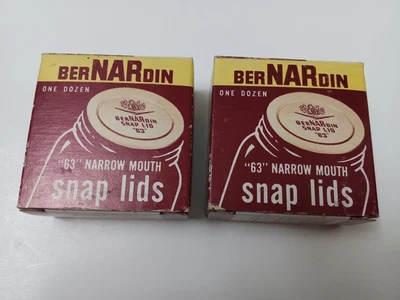 BERNARDIN
ONE DOZEN
BERNARDIN
SNAP LID
"63"
"63" NARROW MOUTH
snap lids
BERNARDIN
ONE DOZEN
BERNARDIN
SNAP LID
"63"
"63" NARROW MOUTH
snap lids